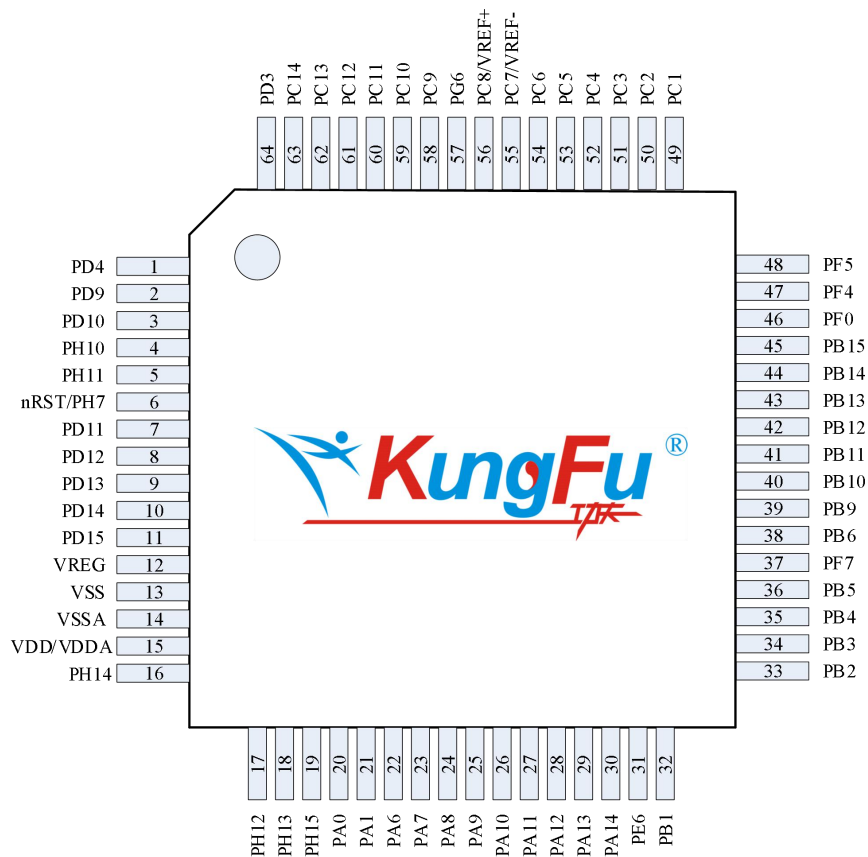 PD3 PC14 PC13 PC12 PC11 PC10 PC9 PG6 PC8/VREF+ PC7/VREF- PC6 PC5 PC4 PC3 PC2 PC1
64 63 62 61 60 59 58 57 56 55 54 53 52 51 50 49
PD4 1
PD9 2
PD10 3
PH10 4
PH11 5
nRST/PH7 6
PD11 7
PD12 8
PD13 9
PD14 10
PD15 11
VREG 12
VSS 13
VSSA 14
VDD/VDDA 15
PH14 16
KungFu®
功夫
48 PF5
47 PF4
46 PF0
45 PB15
44 PB14
43 PB13
42 PB12
41 PB11
40 PB10
39 PB9
38 PB6
37 PF7
36 PB5
35 PB4
34 PB3
33 PB2
17 18 19 20 21 22 23 24 25 26 27 28 29 30 31 32
PH12 PH13 PH15 PA0 PA1 PA6 PA7 PA8 PA9 PA10 PA11 PA12 PA13 PA14 PE6 PB1